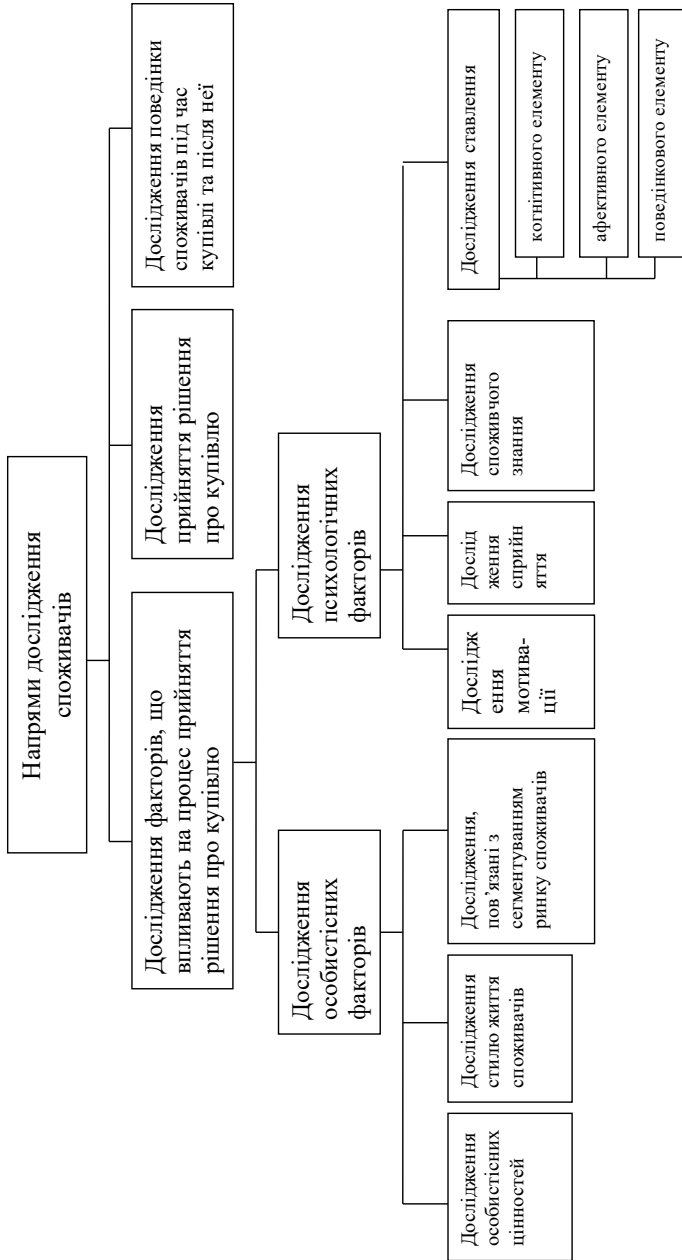 Напрями дослідження
споживачів
Дослідження факторів, що
впливають на процес прийняття
рішення про купівлю
Дослідження
прийняття рішення
про купівлю
Дослідження поведінки
споживачів під час
купівлі та після неї
Дослідження
особистісних
факторів
Дослідження
психологічних
факторів
Дослідження
особистісних
цінностей
Дослідження
стилю життя
споживачів
Дослідження,
пов’язані з
сегментуванням
ринку споживачів
Дослідж
ення
мотива-
ції
Дослід
ження
сприйн
яття
Дослідження
споживчого
знання
Дослідження ставлення
когнітивного елементу
афективного елементу
поведінкового елементу